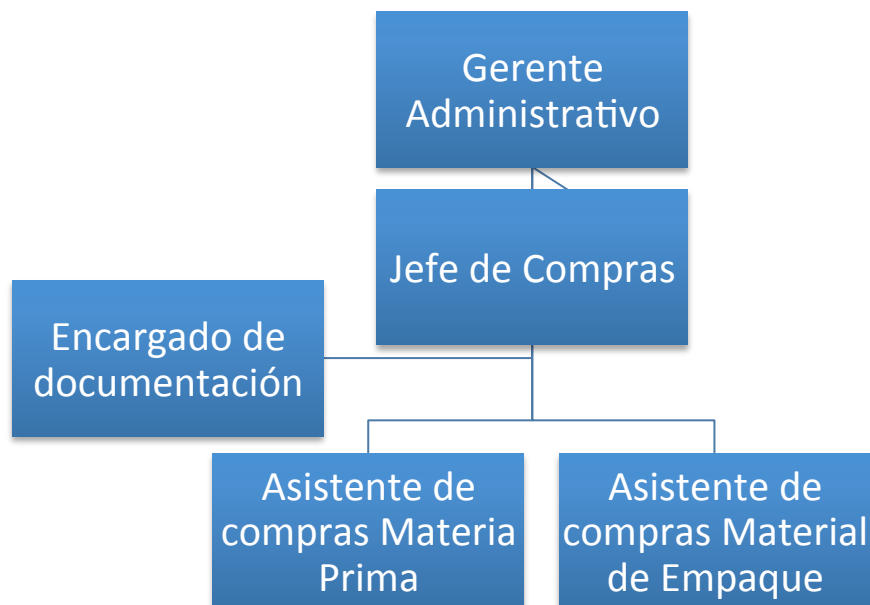 Gerente
Administrativo
Jefe de Compras
Encargado de
documentación
Asistente de
compras Materia
Prima
Asistente de
compras Material
de Empaque